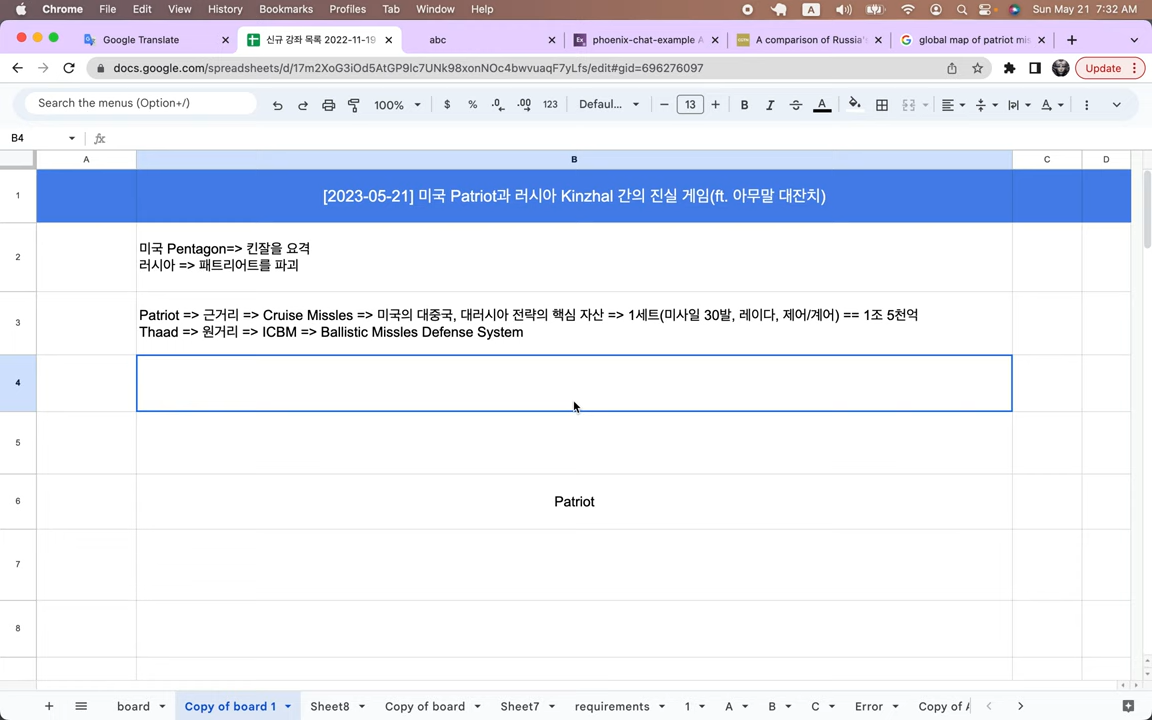 Chrome File Edit View History Bookmarks Profiles Tab Window Help A Sun May 21 7:32 AM
Google Translate 신규 강좌 목록 2022-11-19 abc phoenix-chat-example A comparison of Russia's global map of patriot mis
docs.google.com/spreadsheets/d/17m2XoG3iOd5AtGP9lc7UNk98xonNOc4bwvuaqF7yLfs/edit#gid=696276097 Update
Search the menus (Option+/) 100% $ % .0 .00 123 Defaul... 13 B I S A
B4 fx
A B C D
1 [2023-05-21] 미국 Patriot과 러시아 Kinzhal 간의 진실 게임(ft. 아무말 대잔치)
2 미국 Pentagon=> 킨잘을 요격
러시아 => 패트리어트를 파괴
3 Patriot => 근거리 => Cruise Missles => 미국의 대중국, 대러시아 전략의 핵심 자산 => 1세트(미사일 30발, 레이다, 제어/계어) == 1조 5천억
Thaad => 원거리 => ICBM => Ballistic Missles Defense System
4
5
6 Patriot
7
8
board Copy of board 1 Sheet8 Copy of board Sheet7 requirements 1 A B C Error Copy of